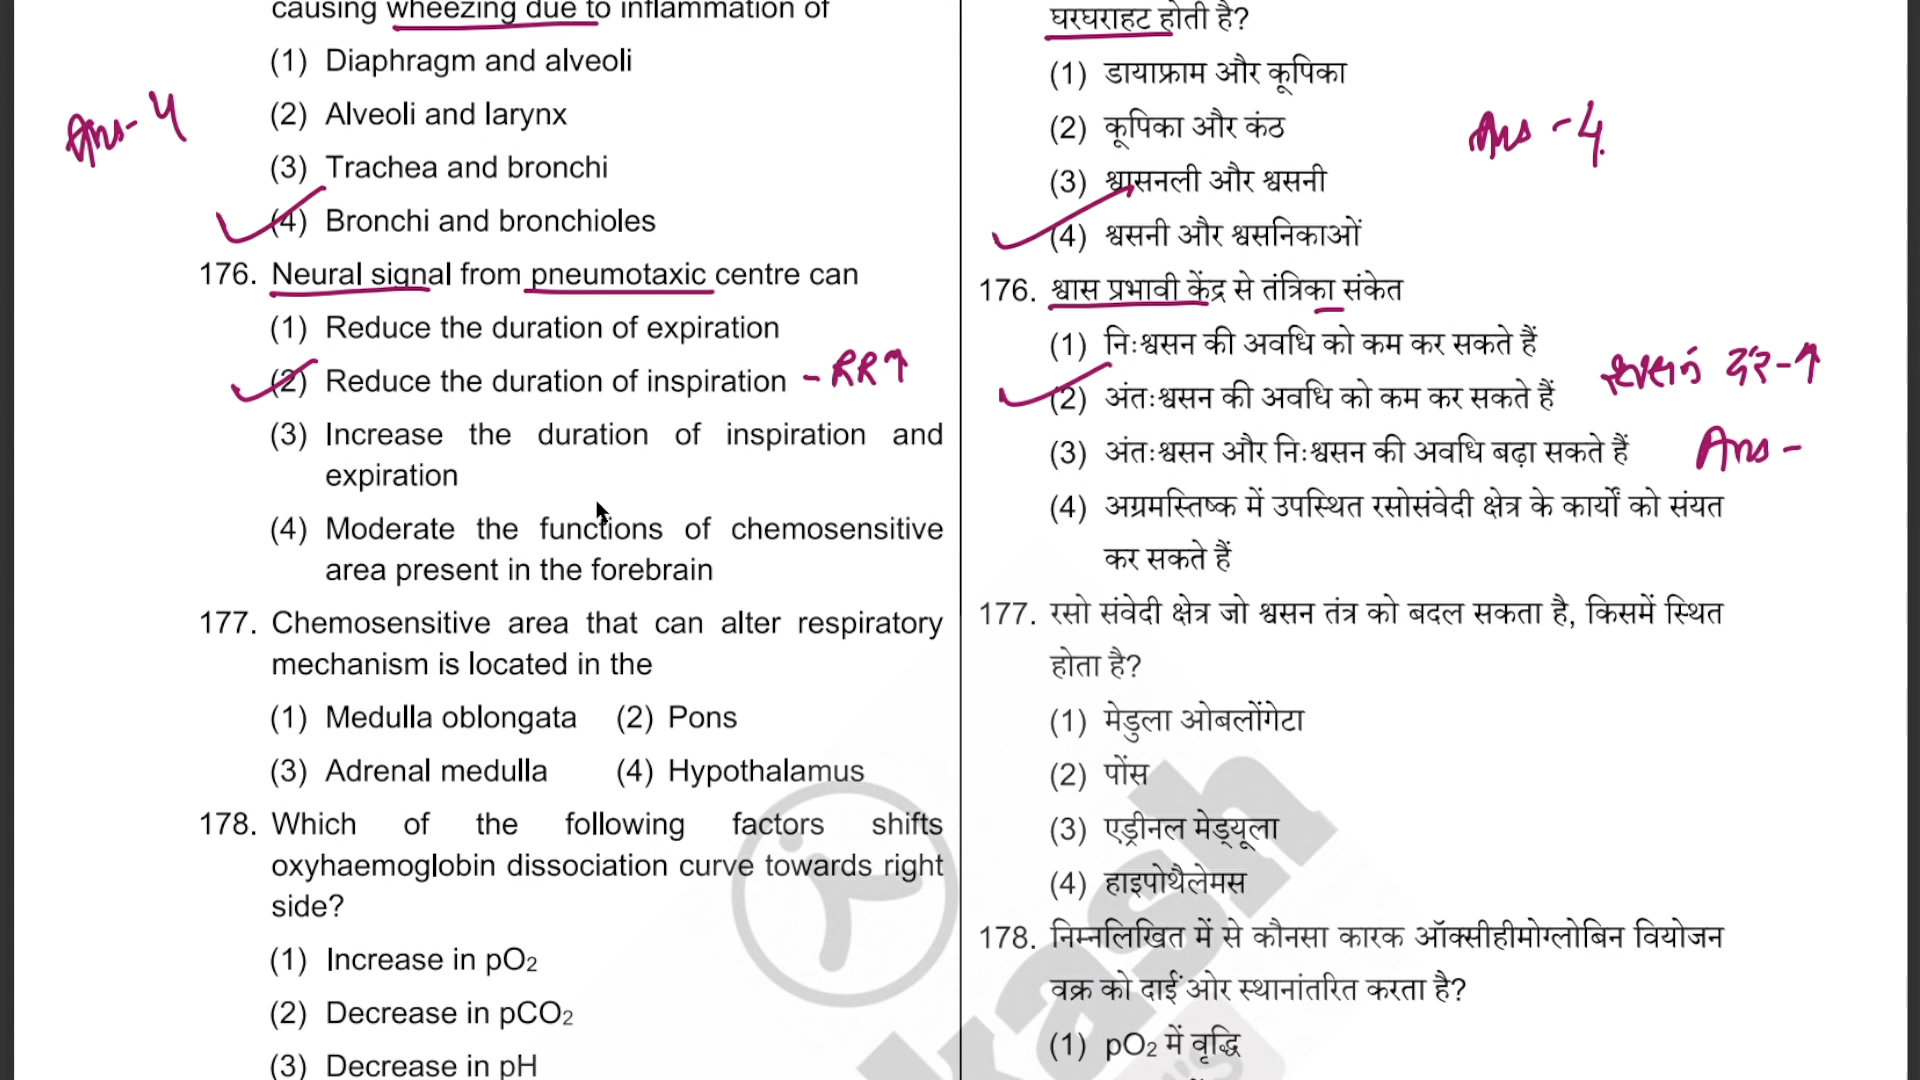 causing wheezing due to inflammation of
(1) Diaphragm and alveoli
(2) Alveoli and larynx
(3) Trachea and bronchi
(4) Bronchi and bronchioles
Ans- 4
176. Neural signal from pneumotaxic centre can
(1) Reduce the duration of expiration
(2) Reduce the duration of inspiration - RR↑
(3) Increase the duration of inspiration and
expiration
(4) Moderate the functions of chemosensitive
area present in the forebrain
177. Chemosensitive area that can alter respiratory
mechanism is located in the
(1) Medulla oblongata (2) Pons
(3) Adrenal medulla (4) Hypothalamus
178. Which of the following factors shifts
oxyhaemoglobin dissociation curve towards right
side?
(1) Increase in pO2
(2) Decrease in pCO2
(3) Decrease in pH
घरघराहट होती है?
(1) डायाफ्राम और कूपिका
(2) कूपिका और कंठ
(3) श्वासनली और श्वसनी
(4) श्वसनी और श्वसनिकाओं
Ans - 4.
176. श्वास प्रभावी केंद्र से तंत्रिका संकेत
(1) निःश्वसन की अवधि को कम कर सकते हैं
(2) अंतःश्वसन की अवधि को कम कर सकते हैं
श्वसन दर-↑
(3) अंतःश्वसन और निःश्वसन की अवधि बढ़ा सकते हैं
Ans -
(4) अग्रमस्तिष्क में उपस्थित रसोसंवेदी क्षेत्र के कार्यों को संयत
कर सकते हैं
177. रसो संवेदी क्षेत्र जो श्वसन तंत्र को बदल सकता है, किसमें स्थित
होता है?
(1) मेडुला ओबलोंगेटा
(2) पोंस
(3) एड्रीनल मेड्यूला
(4) हाइपोथैलेमस
178. निम्नलिखित में से कौनसा कारक ऑक्सीहीमोग्लोबिन वियोजन
वक्र को दाईं ओर स्थानांतरित करता है?
(1) pO2 में वृद्धि